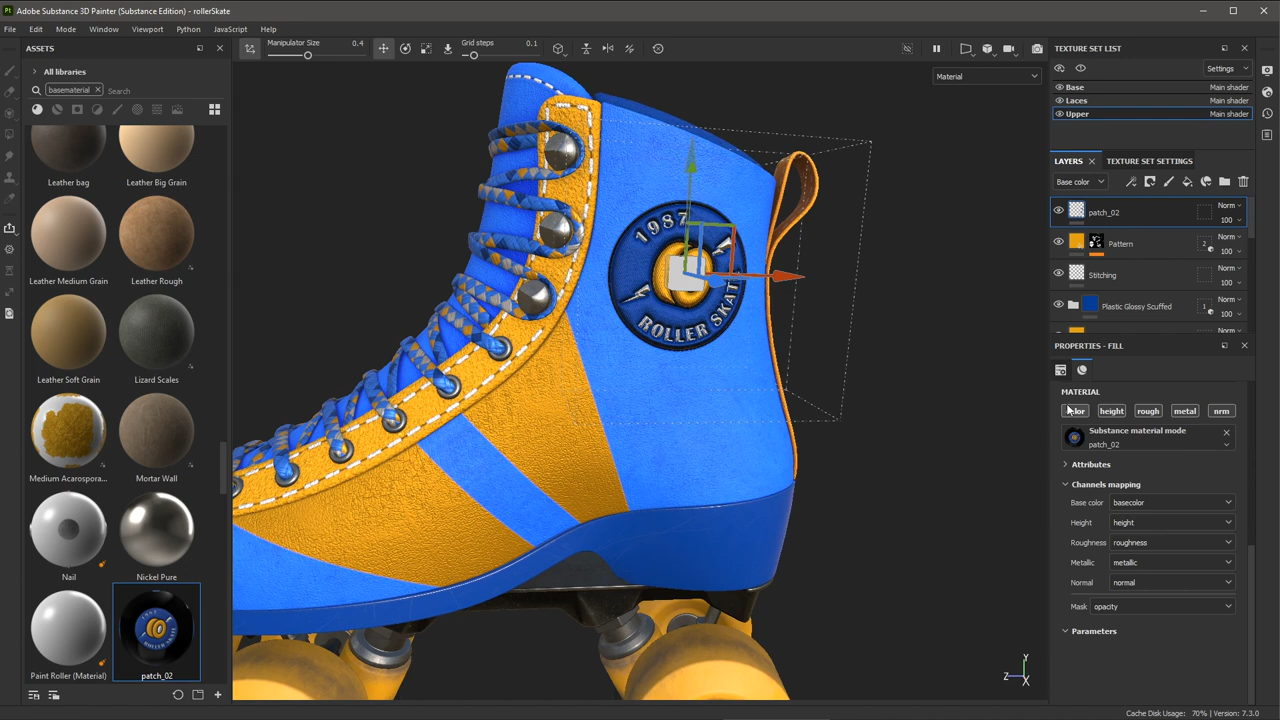 Adobe Substance 3D Painter (Substance Edition) - rollerSkate
File Edit Mode Window Viewport Python JavaScript Help
ASSETS
All libraries
basematerial Search
Leather bag
Leather Big Grain
Leather Medium Grain
Leather Rough
Leather Soft Grain
Lizard Scales
Medium Acarospora...
Mortar Wall
Nail
Nickel Pure
Paint Roller (Material)
patch_02
Manipulator Size 0.4
Grid steps 0.1
Material
1987
ROLLER SKAT
1987
ROLLER SKATE
Y
Z
X
TEXTURE SET LIST
Settings
Base Main shader
Laces Main shader
Upper Main shader
LAYERS TEXTURE SET SETTINGS
Base color
patch_02 Norm 100
Pattern 2 Norm 100
Stitching Norm 100
Plastic Glossy Scuffed 1 Norm 100
Norm
PROPERTIES - FILL
MATERIAL
height rough metal nrm
Substance material mode
patch_02
Attributes
Channels mapping
Base color basecolor
Height height
Roughness roughness
Metallic metallic
Normal normal
Mask opacity
Parameters
Cache Disk Usage: 70% | Version: 7.3.0